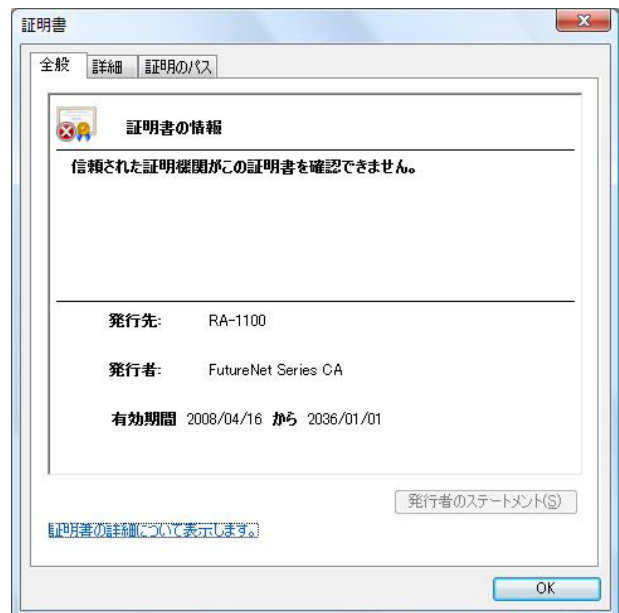 証明書
全般 詳細 証明のパス
証明書の情報
信頼された証明機関がこの証明書を確認できません。
発行先: RA-1100
発行者: FutureNet Series CA
有効期間 2008/04/16 から 2036/01/01
発行者のステートメント(S)
証明書の詳細について表示します。
OK